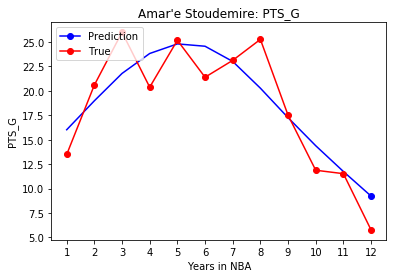 Amar'e Stoudemire: PTS_G
Prediction
True
25.0
22.5
20.0
17.5
15.0
12.5
10.0
7.5
5.0
PTS_G
1 2 3 4 5 6 7 8 9 10 11 12
Years in NBA